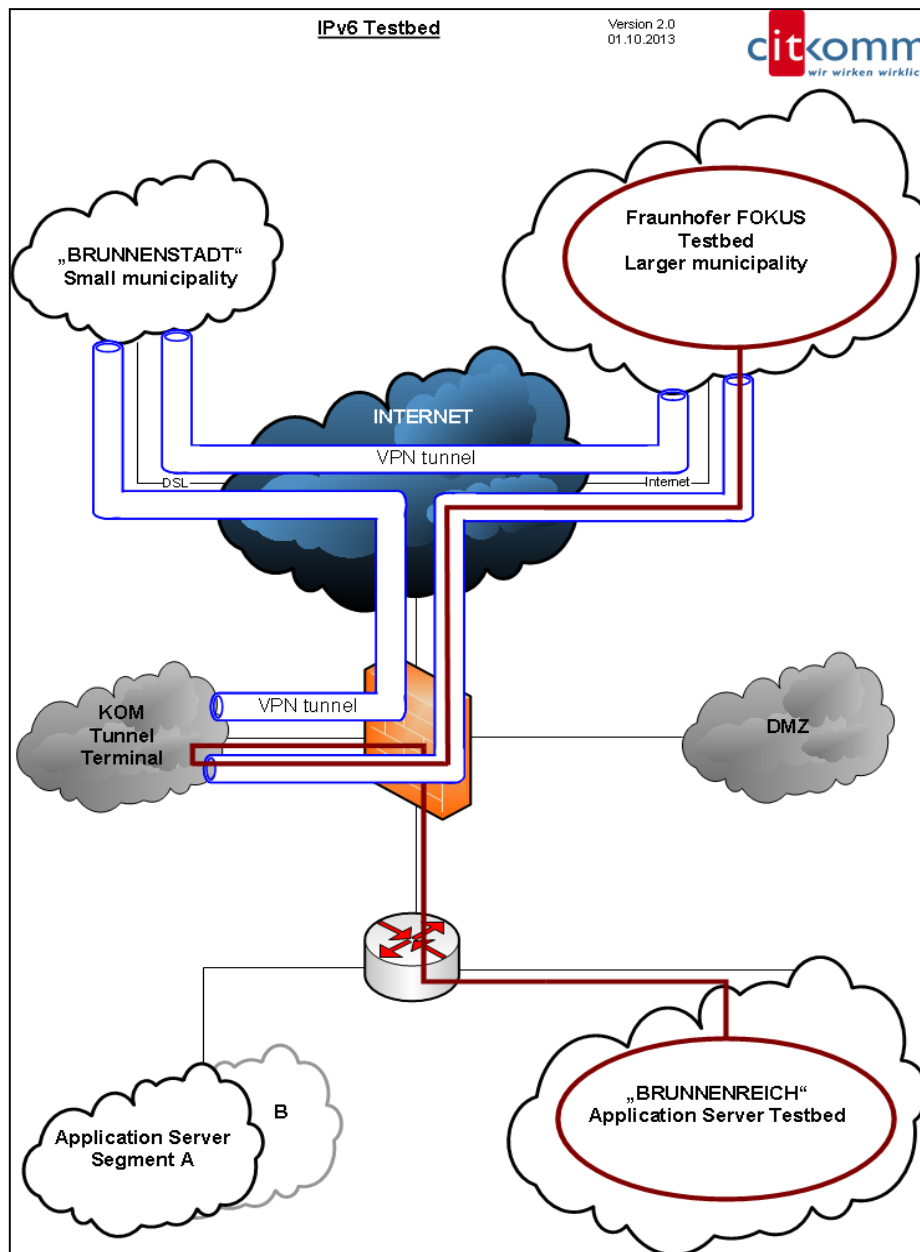 IPv6 Testbed
Version 2.0
01.10.2013
citkomm
wir wirken wirklic
„BRUNNENSTADT“
Small municipality
Fraunhofer FOKUS
Testbed
Larger municipality
INTERNET
VPN tunnel
DSL
Internet
VPN tunnel
KOM
Tunnel
Terminal
DMZ
B
Application Server
Segment A
„BRUNNENREICH“
Application Server Testbed